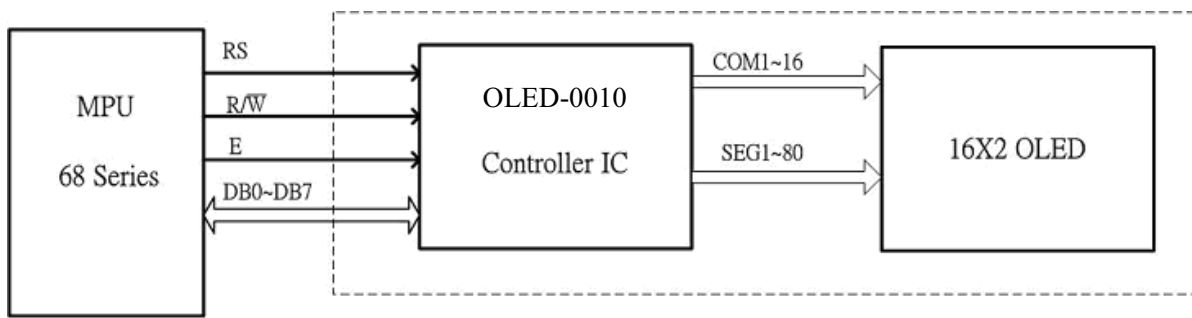 MPU
68 Series
RS
R/W̅
E
DB0~DB7
OLED-0010
Controller IC
COM1~16
SEG1~80
16X2 OLED